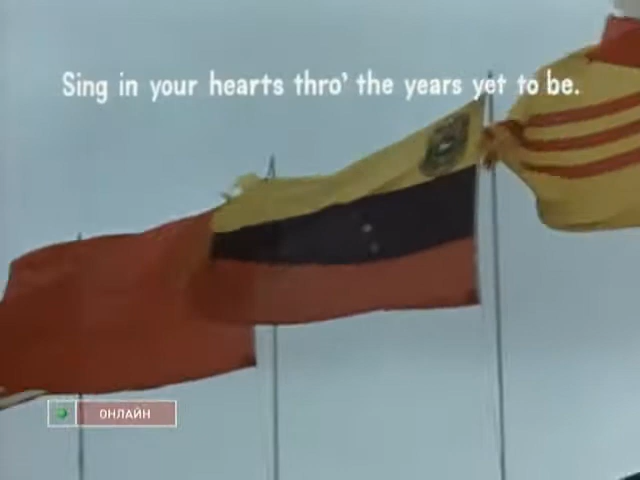 Sing in your hearts thro' the years yet to be.
ОНЛАЙН